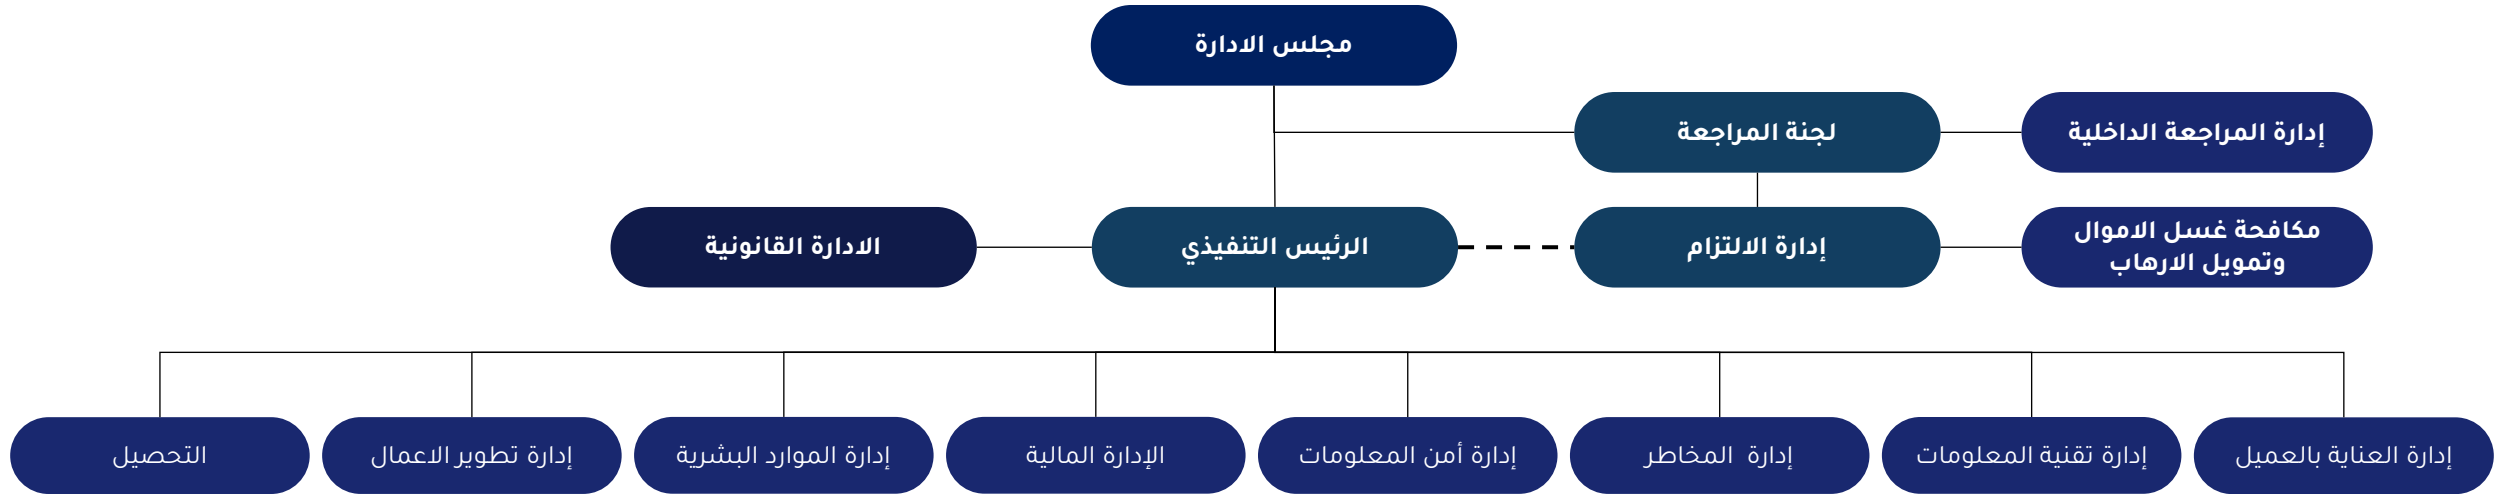 مجلس الادارة
لجنة المراجعة
إدارة المراجعة الداخلية
الادارة القانونية
الرئيس التنفيذي
إدارة الالتزام
مكافحة غسل الاموال
وتمويل الارهاب
إدارة العناية بالعميل
إدارة تقنية المعلومات
إدارة المخاطر
إدارة أمن المعلومات
الإدارة المالية
إدارة الموارد البشرية
إدارة تطوير الاعمال
التحصيل